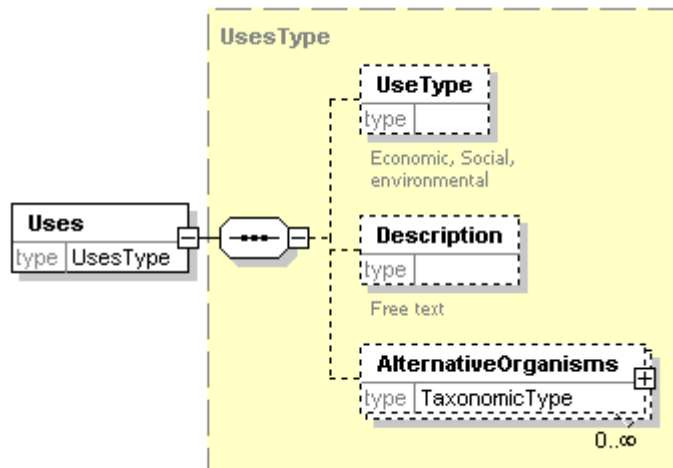 UsesType
UseType
type
Economic, Social,
environmental
Uses
type UsesType
Description
type
Free text
AlternativeOrganisms
type TaxonomicType
0..∞